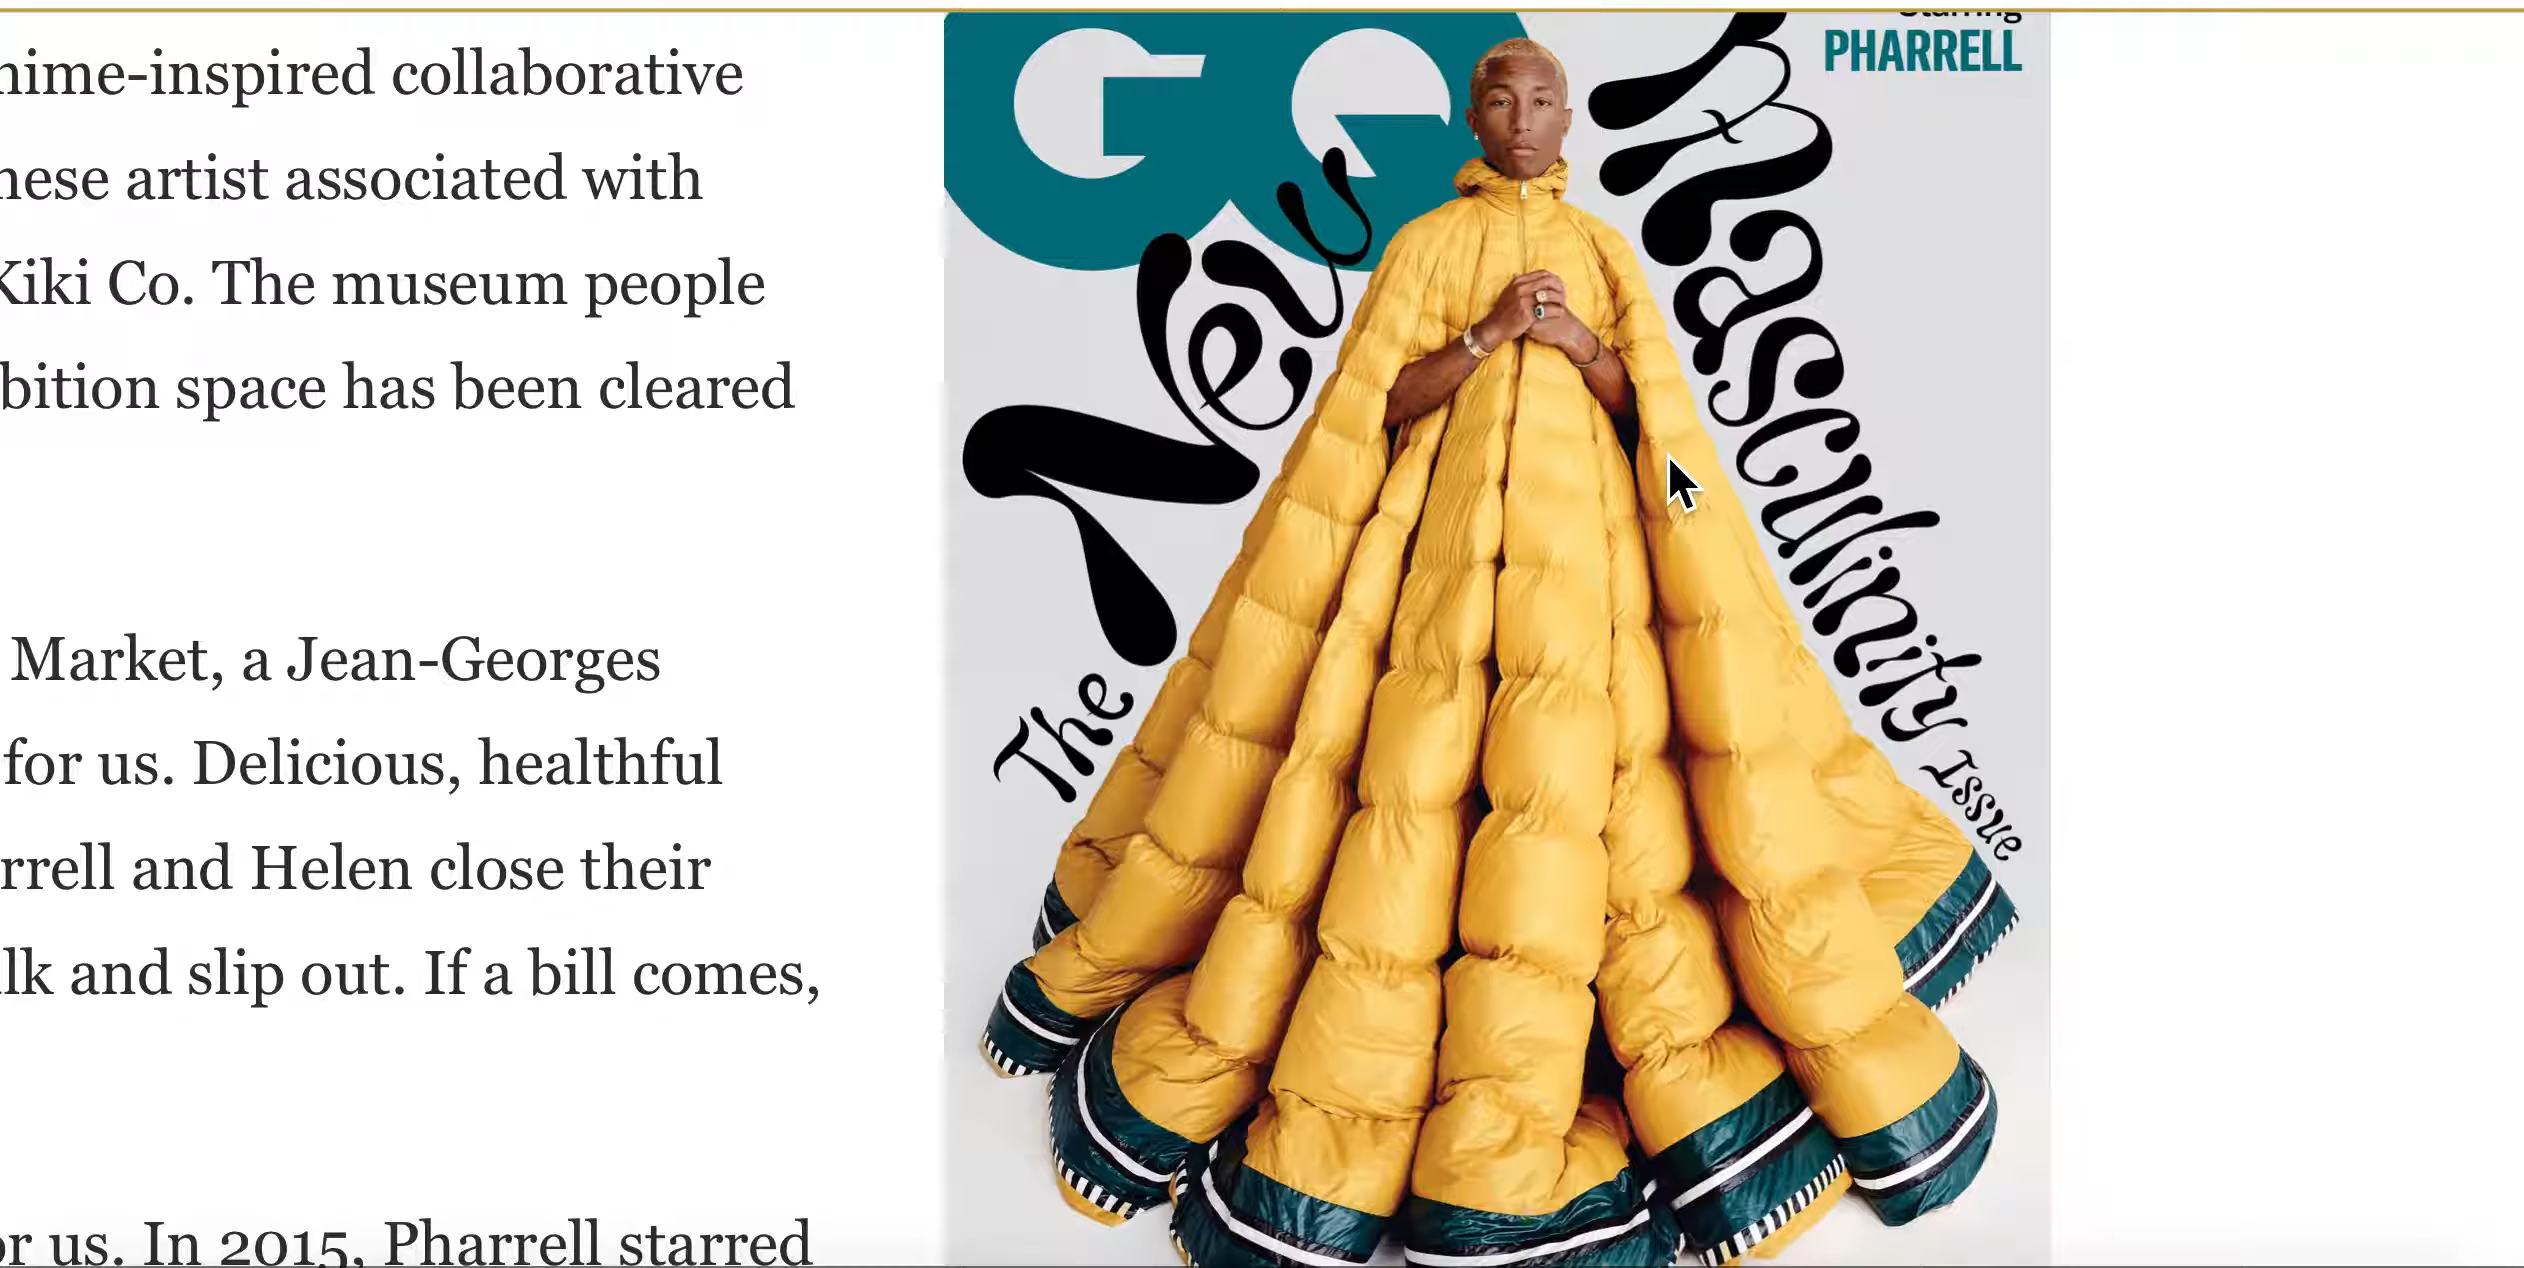 nime-inspired collaborative
nese artist associated with
Kiki Co. The museum people
bition space has been cleared
Market, a Jean-Georges
for us. Delicious, healthful
rrell and Helen close their
lk and slip out. If a bill comes,
or us. In 2015, Pharrell starred
GQ
Starring
PHARRELL
The New Masculinity Issue